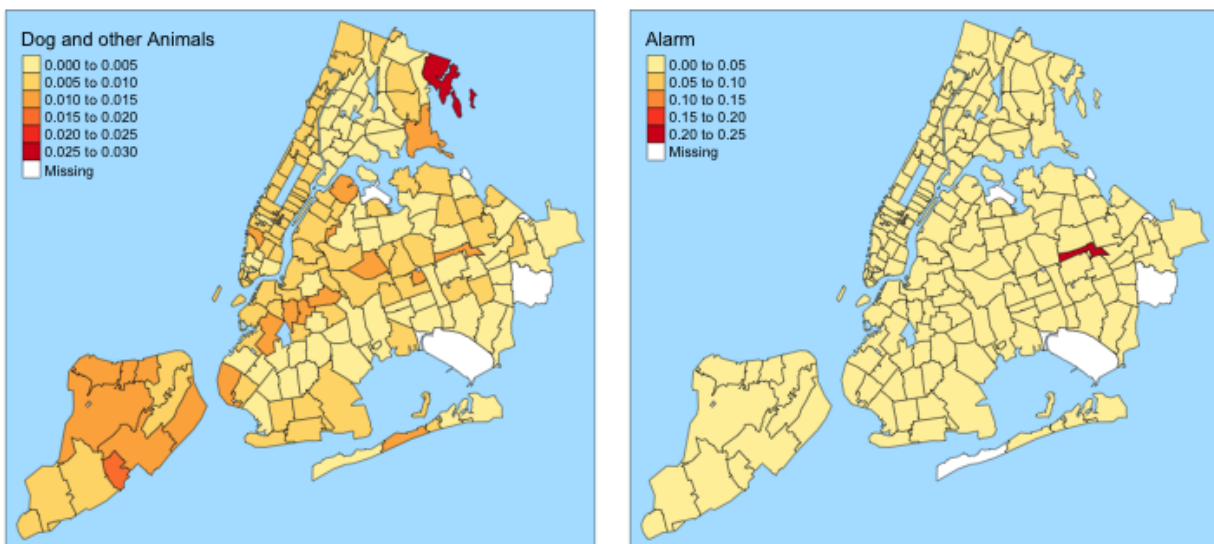 Dog and other Animals
0.000 to 0.005
0.005 to 0.010
0.010 to 0.015
0.015 to 0.020
0.020 to 0.025
0.025 to 0.030
Missing
Alarm
0.00 to 0.05
0.05 to 0.10
0.10 to 0.15
0.15 to 0.20
0.20 to 0.25
Missing